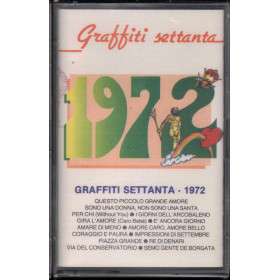 Graffiti settanta
1972
GRAFFITI SETTANTA - 1972
QUESTO PICCOLO GRANDE AMORE
SONO UNA DONNA, NON SONO UNA SANTA
PER CHI (Without You) ● I GIORNI DELL'ARCOBALENO
GIRA L'AMORE (Caro Bebè) ● E' ANCORA GIORNO
AMARE DI MENO ● AMORE CARO, AMORE BELLO
CORAGGIO E PAURA ● IMPRESSIONI DI SETTEMBRE
PIAZZA GRANDE ● RE DI DENARI
VIA DEL CONSERVATORIO ● SEMO GENTE DE BORGATA